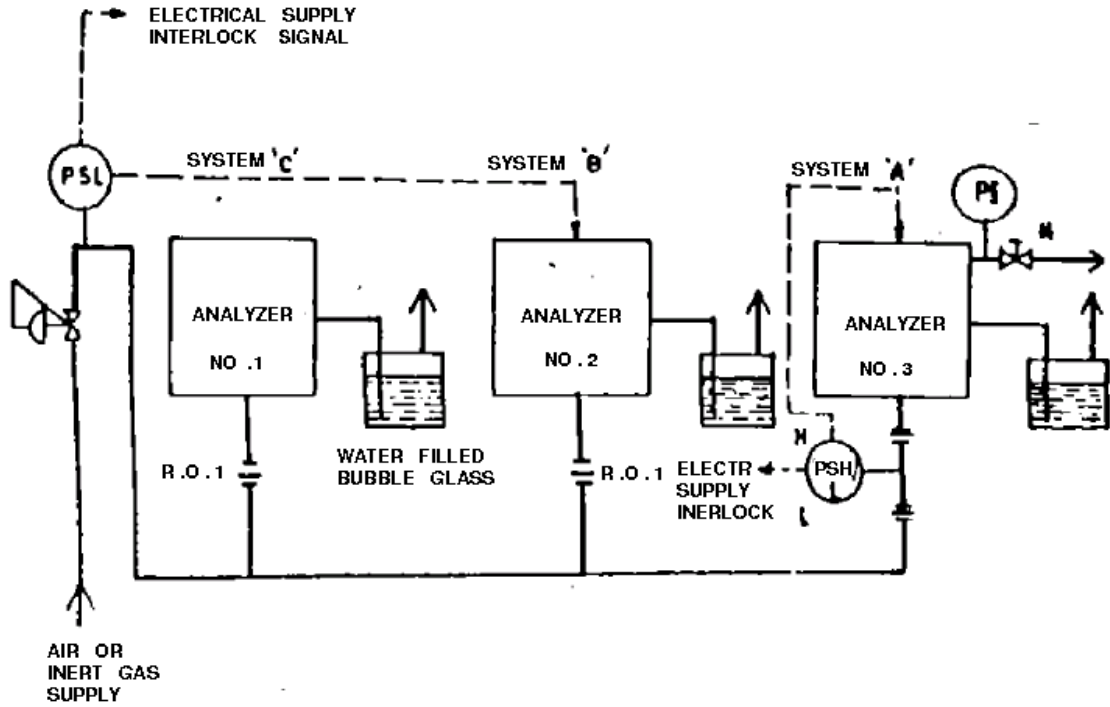 ELECTRICAL SUPPLY
INTERLOCK SIGNAL
PSL
SYSTEM 'C'
SYSTEM 'B'
SYSTEM 'A'
ANALYZER
NO.1
ANALYZER
NO.2
ANALYZER
NO.3
WATER FILLED
BUBBLE GLASS
R.O.1
R.O.1
H
PSH
L
ELECTR
SUPPLY
INERLOCK
AIR OR
INERT GAS
SUPPLY